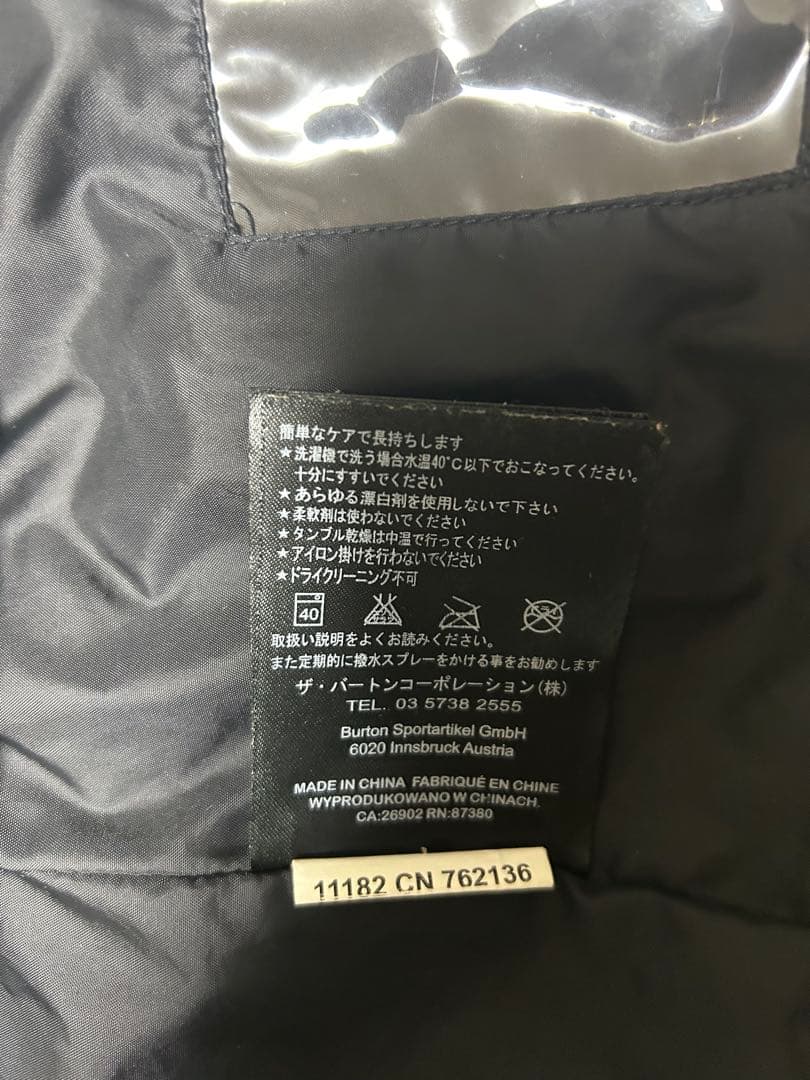 簡単なケアで長持ちします
★洗濯機で洗う場合水温40°C以下でおこなってください。
十分にすすいでください
★あらゆる漂白剤を使用しないで下さい
★柔軟剤は使わないでください
★タンブル乾燥は中温で行ってください
★アイロン掛けを行わないでください
★ドライクリーニング不可
40
取扱い説明をよくお読みください。
また定期的に撥水スプレーをかける事をお勧めします
ザ・バートンコーポレーション(株)
TEL. 03 5738 2555
Burton Sportartikel GmbH
6020 Innsbruck Austria
MADE IN CHINA FABRIQUÉ EN CHINE
WYPRODUKOWANO W CHINACH.
CA:26902 RN:87380
11182 CN 762136